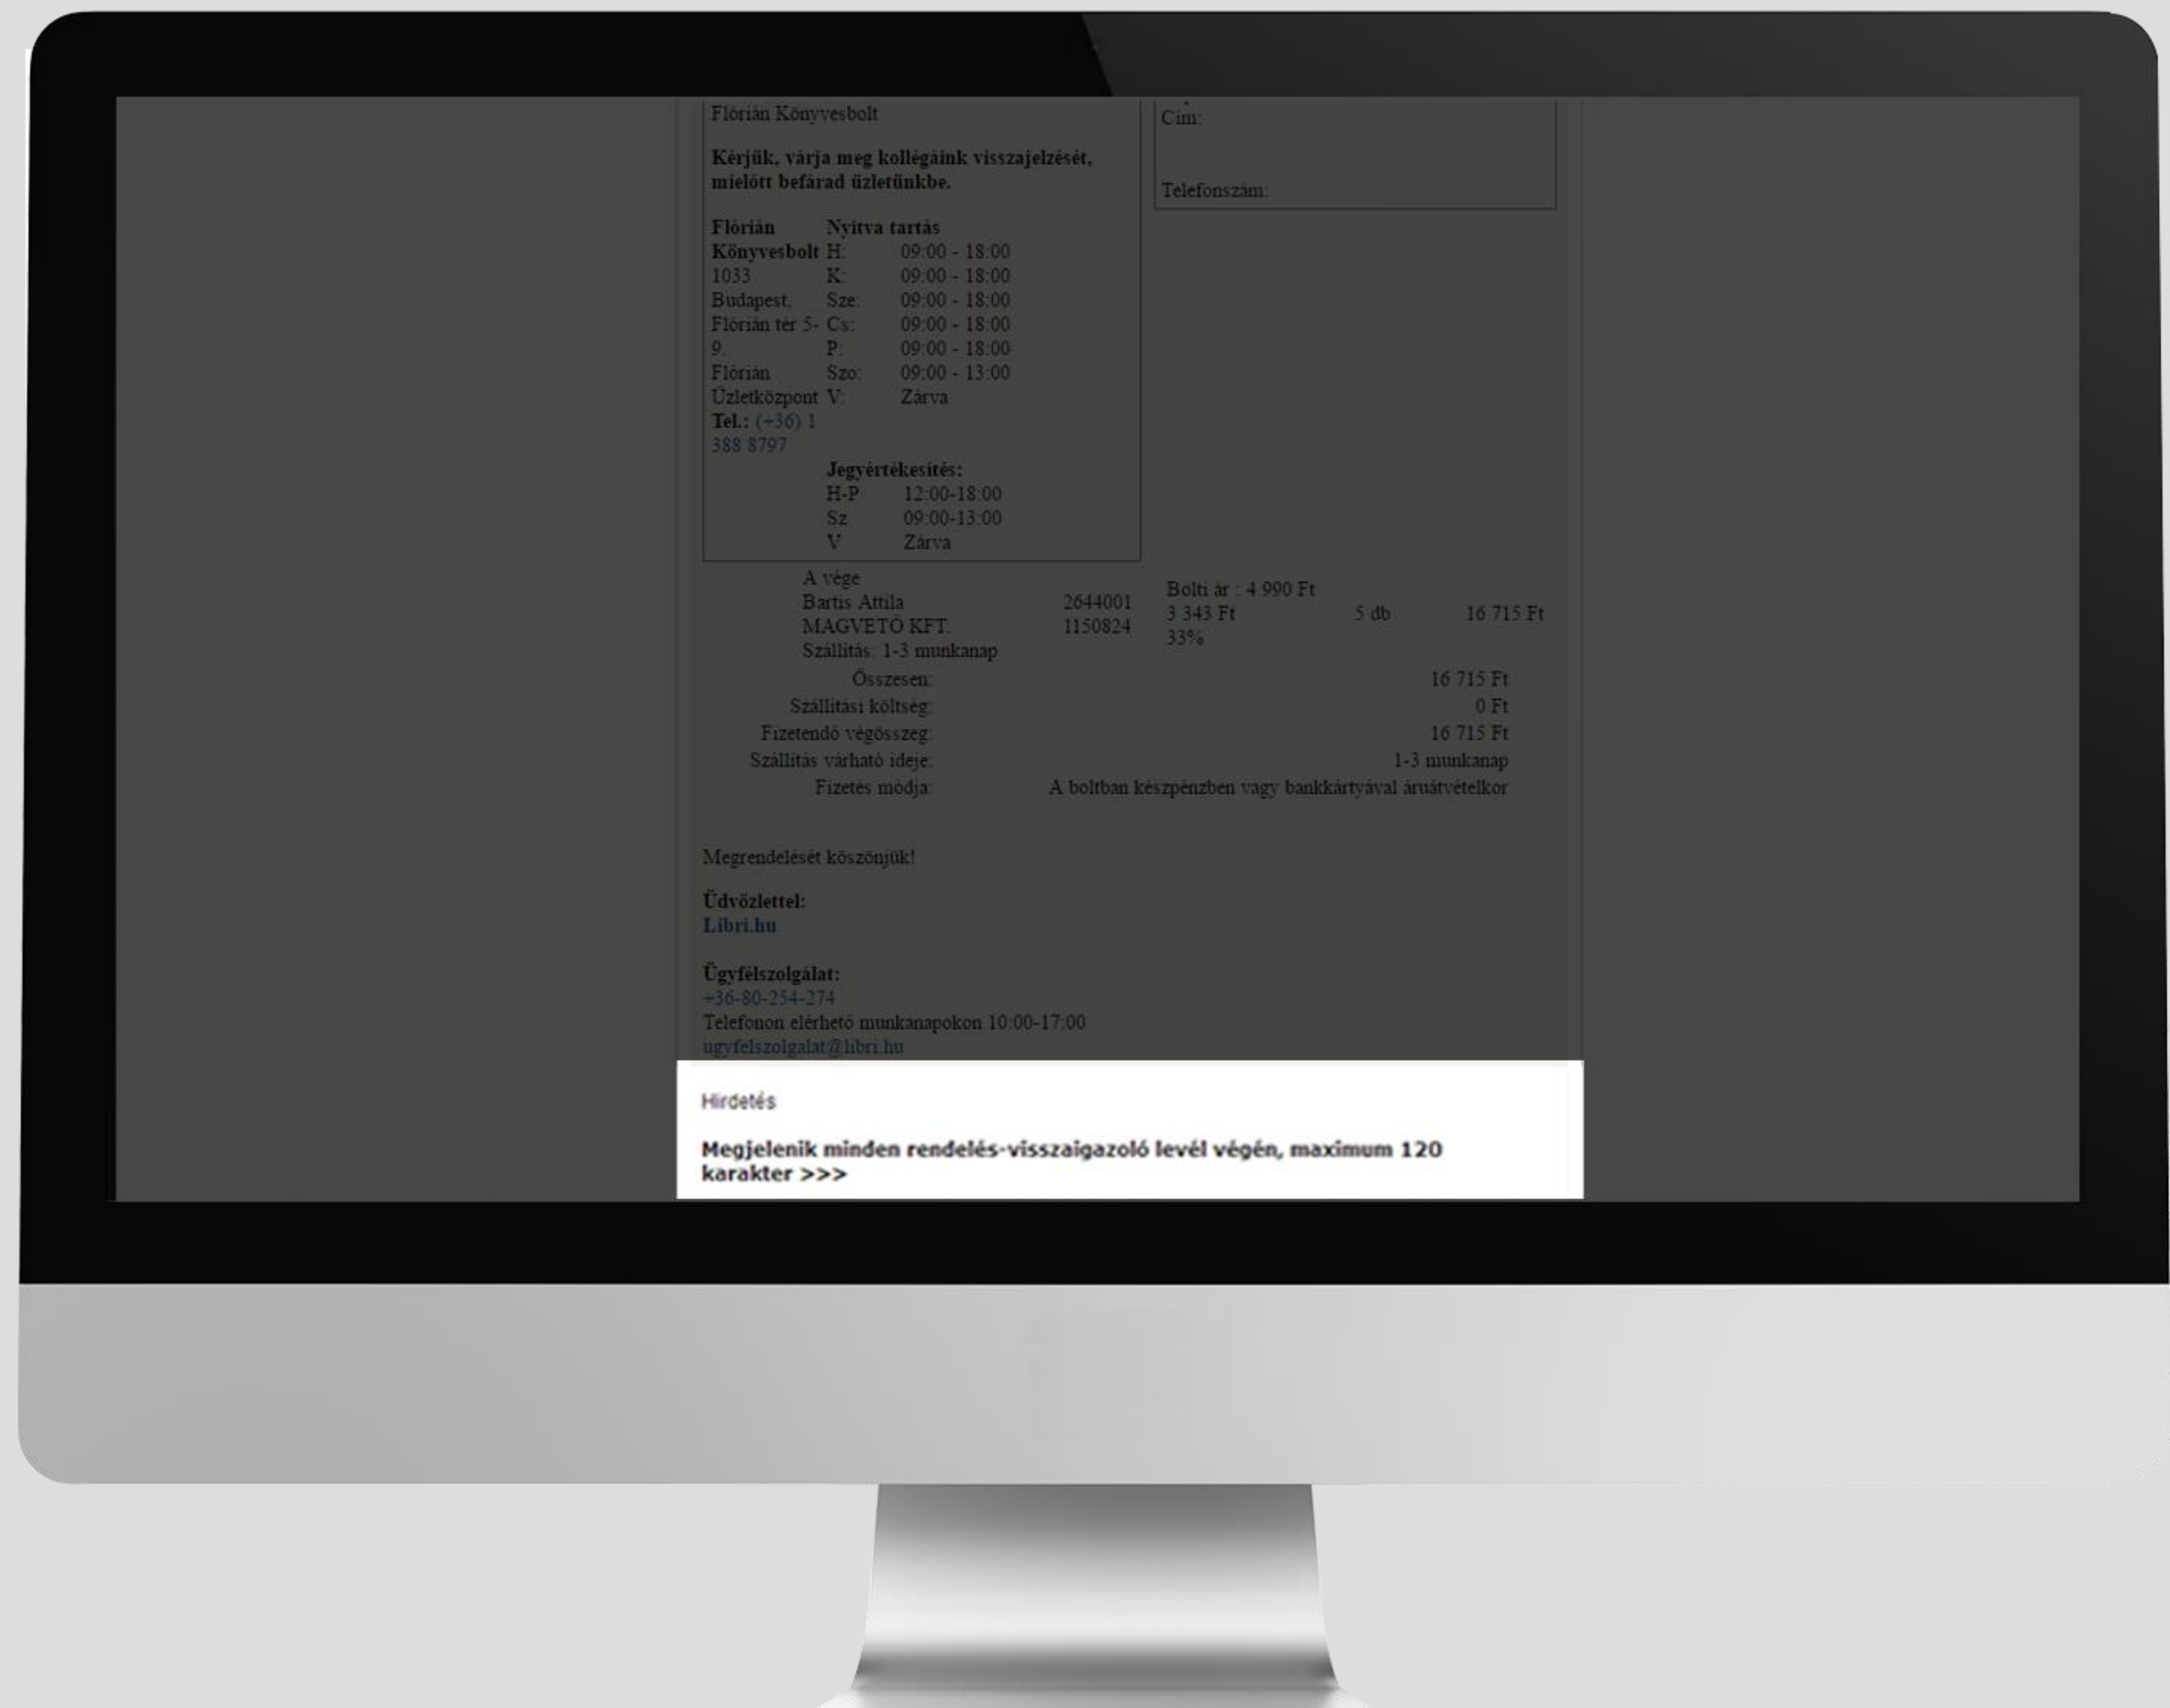 Flórián Könyvesbolt
Kérjük, várja meg kollégáink visszajelzését,
mielőtt befárad üzletünkbe.
Flórián
Könyvesbolt
1033
Budapest,
Flórián tér 5-
9.
Flórián
Üzletközpont
Tel.: (+36) 1
388 8797
Nyitva tartás
H: 09:00 - 18:00
K: 09:00 - 18:00
Sze: 09:00 - 18:00
Cs: 09:00 - 18:00
P: 09:00 - 18:00
Szo: 09:00 - 13:00
V: Zárva
Jegyértékesítés:
H-P 12:00-18:00
Sz 09:00-13:00
V Zárva
Cím:
Telefonszám:
A vége
Bartis Attila
MAGVETŐ KFT.
Szállítás: 1-3 munkanap
2644001
1150824
Bolti ár : 4 990 Ft
3 343 Ft
33%
5 db
16 715 Ft
Összesen: 16 715 Ft
Szállítási költség: 0 Ft
Fizetendő végösszeg: 16 715 Ft
Szállítás várható ideje: 1-3 munkanap
Fizetés módja: A boltban készpénzben vagy bankkártyával áruátvételkor
Megrendelését köszönjük!
Üdvözlettel:
Libri.hu
Ügyfélszolgálat:
+36-80-254-274
Telefonon elérhető munkanapokon 10:00-17:00
ugyfelszolgalat@libri.hu
Hirdetés
Megjelenik minden rendelés-visszaigazoló levél végén, maximum 120
karakter >>>